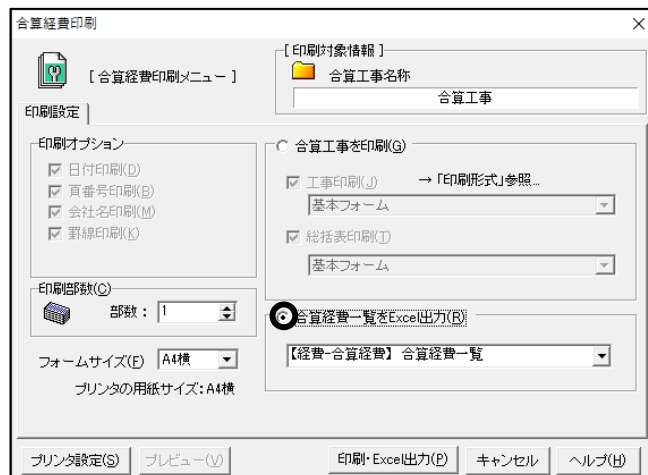 合算経費印刷
[ 合算経費印刷メニュー ]
[ 印刷対象情報 ]
合算工事名称
合算工事
印刷設定
印刷オプション
日付印刷(D)
頁番号印刷(B)
会社名印刷(M)
罫線印刷(K)
印刷部数(C)
部数： 1
フォームサイズ(F) A4横
プリンタの用紙サイズ：A4横
合算工事を印刷(G)
工事印刷(J) →「印刷形式」参照...
基本フォーム
総括表印刷(T)
基本フォーム
合算経費一覧をExcel出力(R)
【経費-合算経費】 合算経費一覧
プリンタ設定(S) プレビュー(V) 印刷・Excel出力(P) キャンセル ヘルプ(H)